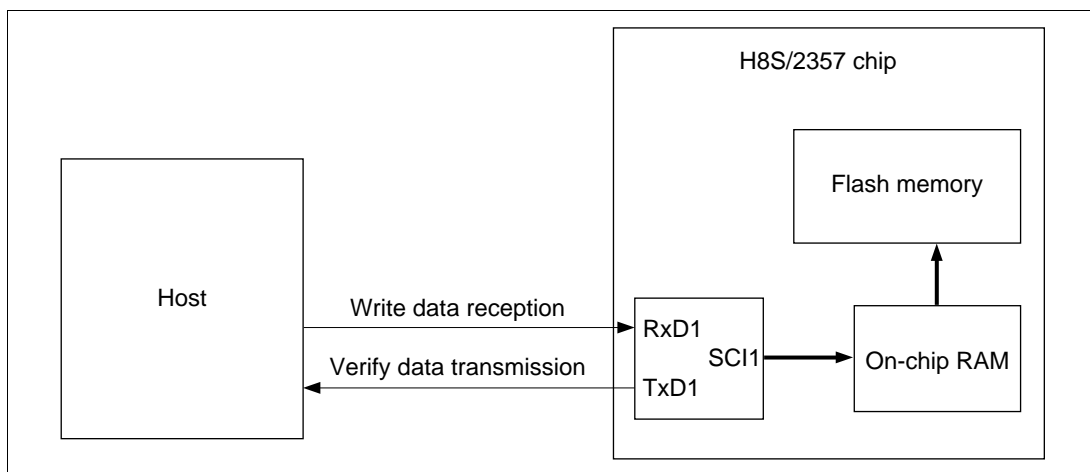 H8S/2357 chip
Flash memory
Host
Write data reception
RxD1
SCI1
On-chip RAM
Verify data transmission
TxD1